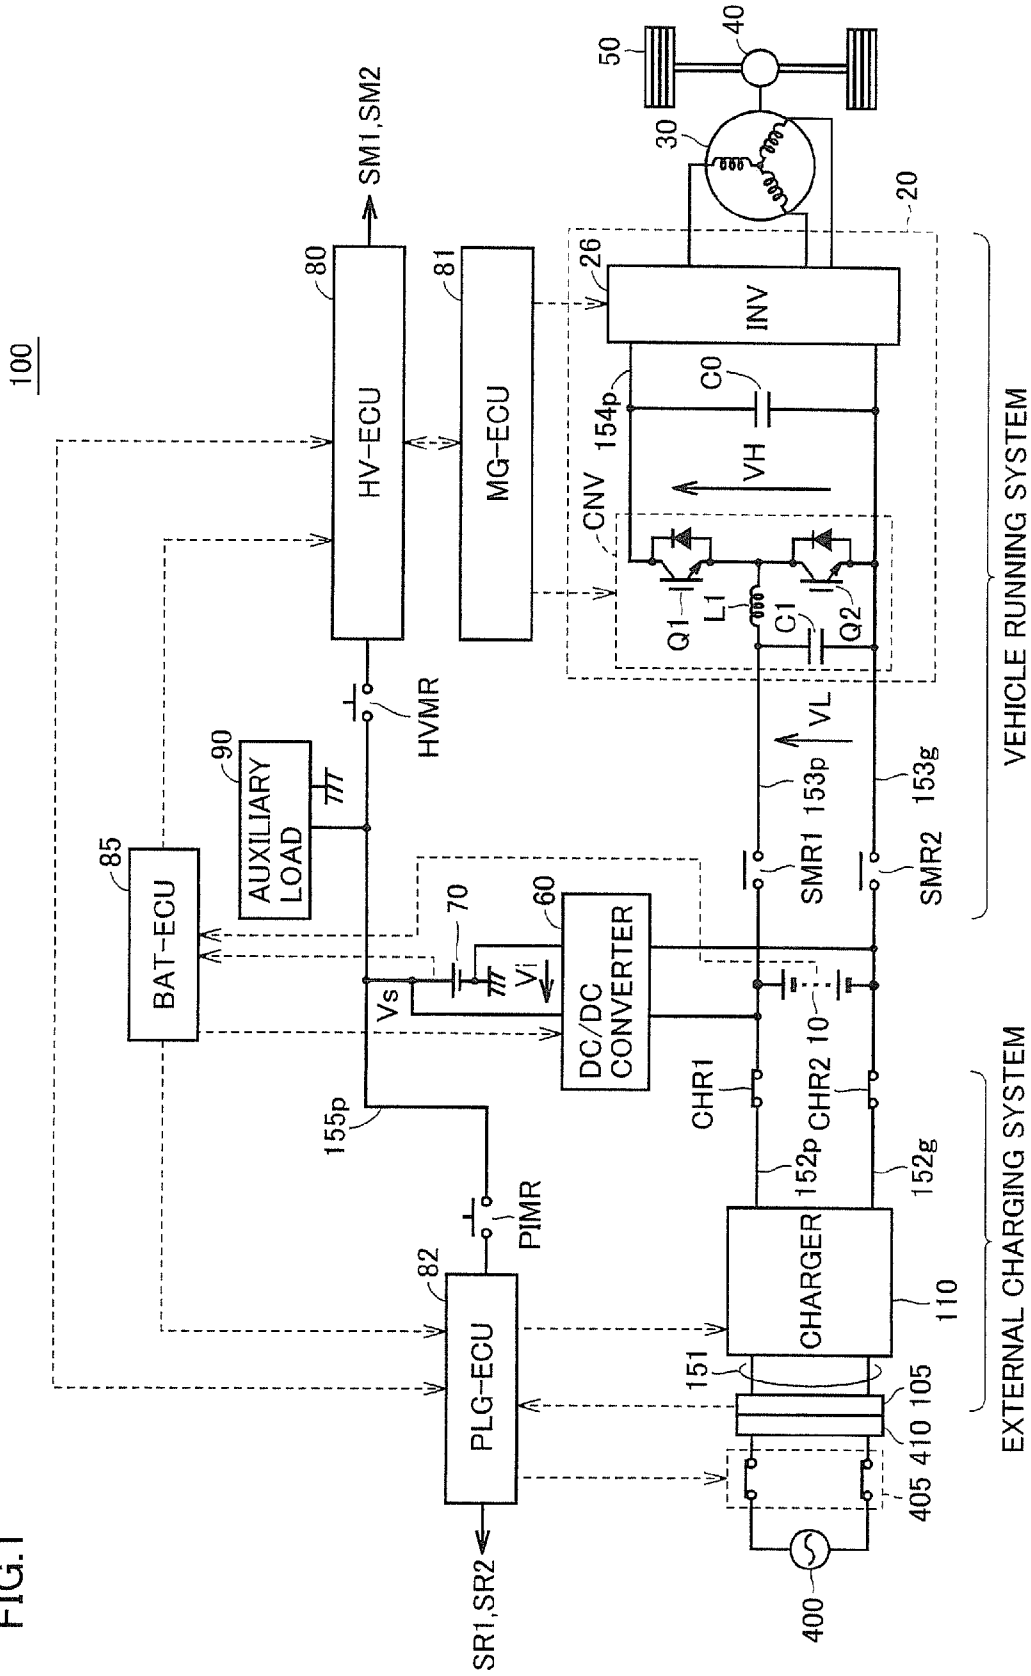 FIG.1
100
SR1,SR2
PLG-ECU
82
PIMR
155p
BAT-ECU
85
AUXILIARY
LOAD
90
HVMR
HV-ECU
80
SM1,SM2
MG-ECU
81
Vs
70
Vi
DC/DC
CONVERTER
60
400
405
410
105
151
CHARGER
110
152p
152g
CHR1
CHR2
10
SMR1
SMR2
153p
153g
VL
CNV
Q1
L1
C1
Q2
VH
154p
C0
INV
26
20
30
40
50
EXTERNAL CHARGING SYSTEM
VEHICLE RUNNING SYSTEM